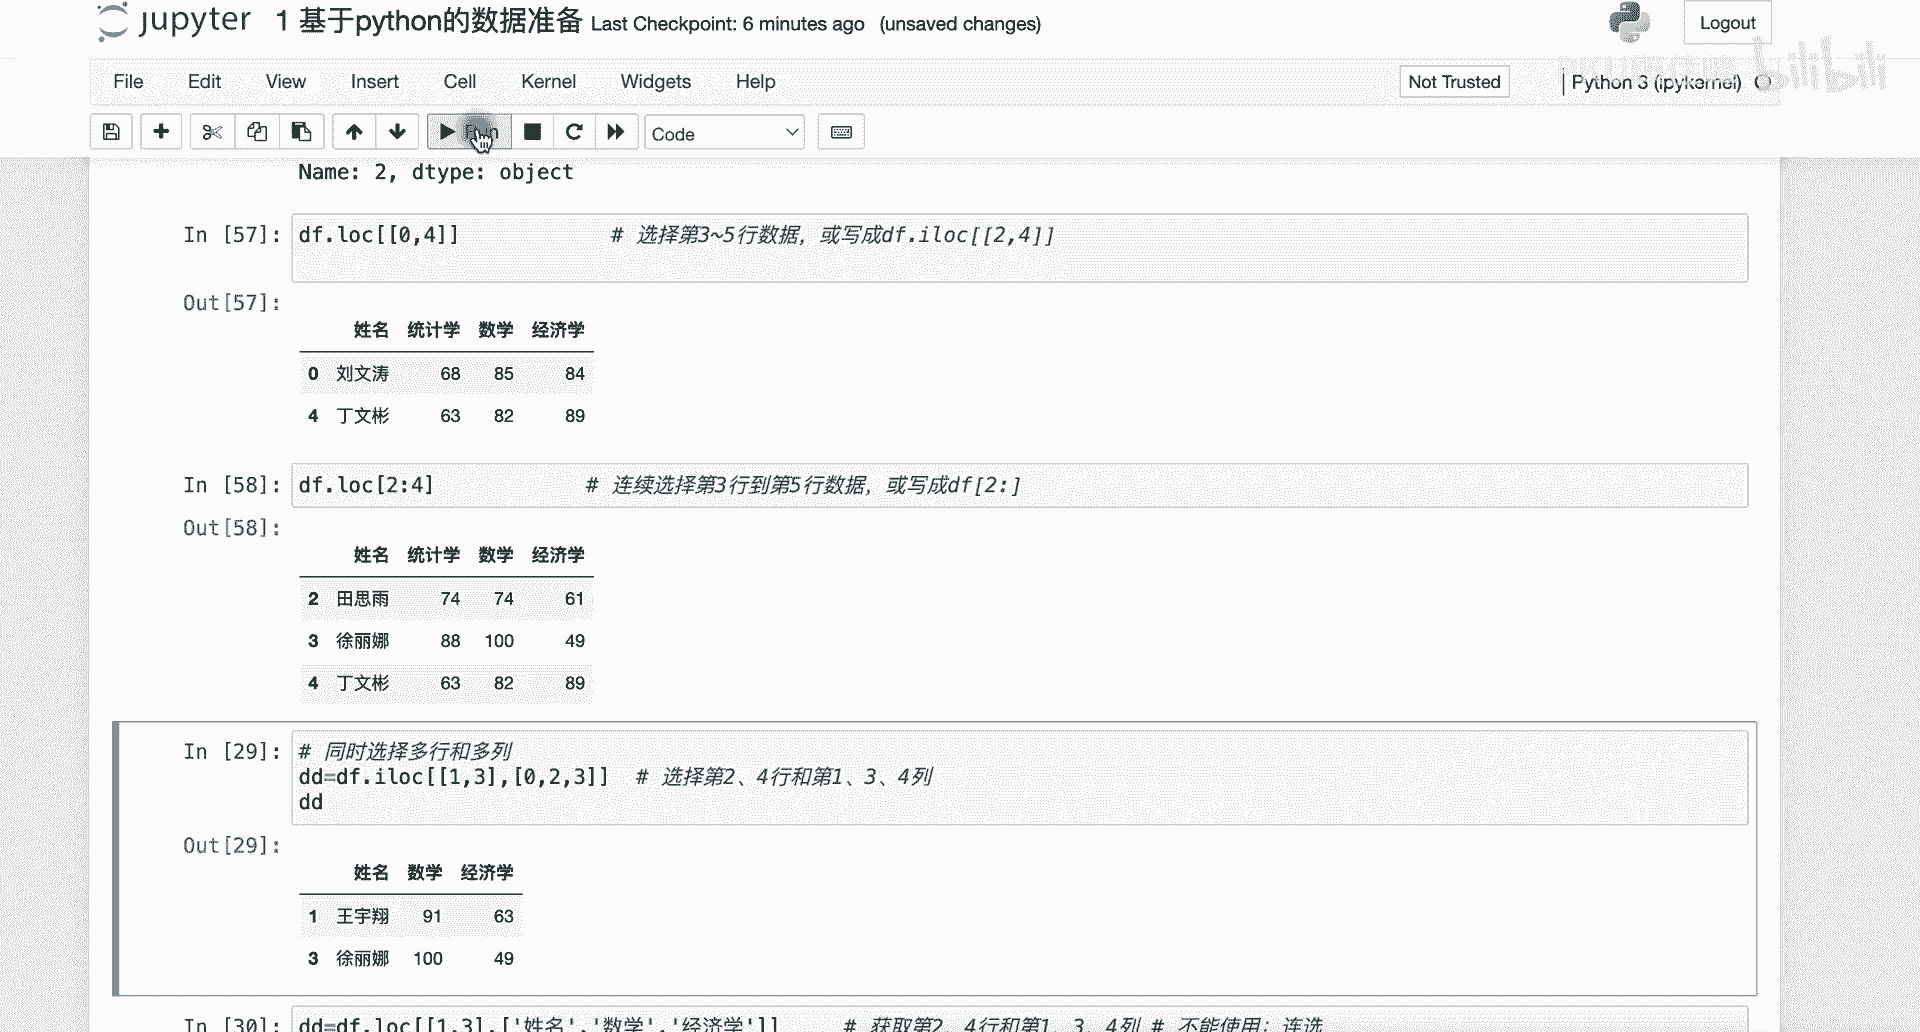 jupyter 1 基于python的数据准备 Last Checkpoint: 6 minutes ago (unsaved changes)
Logout
File Edit View Insert Cell Kernel Widgets Help
Not Trusted
Python 3 (ipykernel)
bilibili
Run
Code
Name: 2, dtype: object
In [57]: df.loc[[0,4]] # 选择第3~5行数据，或写成df.iloc[[2,4]]
Out[57]:
姓名 统计学 数学 经济学
0 刘文涛 68 85 84
4 丁文彬 63 82 89
In [58]: df.loc[2:4] # 连续选择第3行到第5行数据，或写成df[2:]
Out[58]:
姓名 统计学 数学 经济学
2 田思雨 74 74 61
3 徐丽娜 88 100 49
4 丁文彬 63 82 89
In [29]: # 同时选择多行和多列
dd=df.iloc[[1,3],[0,2,3]] # 选择第2、4行和第1、3、4列
dd
Out[29]:
姓名 数学 经济学
1 王宇翔 91 63
3 徐丽娜 100 49
In [30]: dd=df.loc[[1,3],['姓名','数学','经济学']] # 获取第2、4行和第1、3、4列 # 不能使用：连选